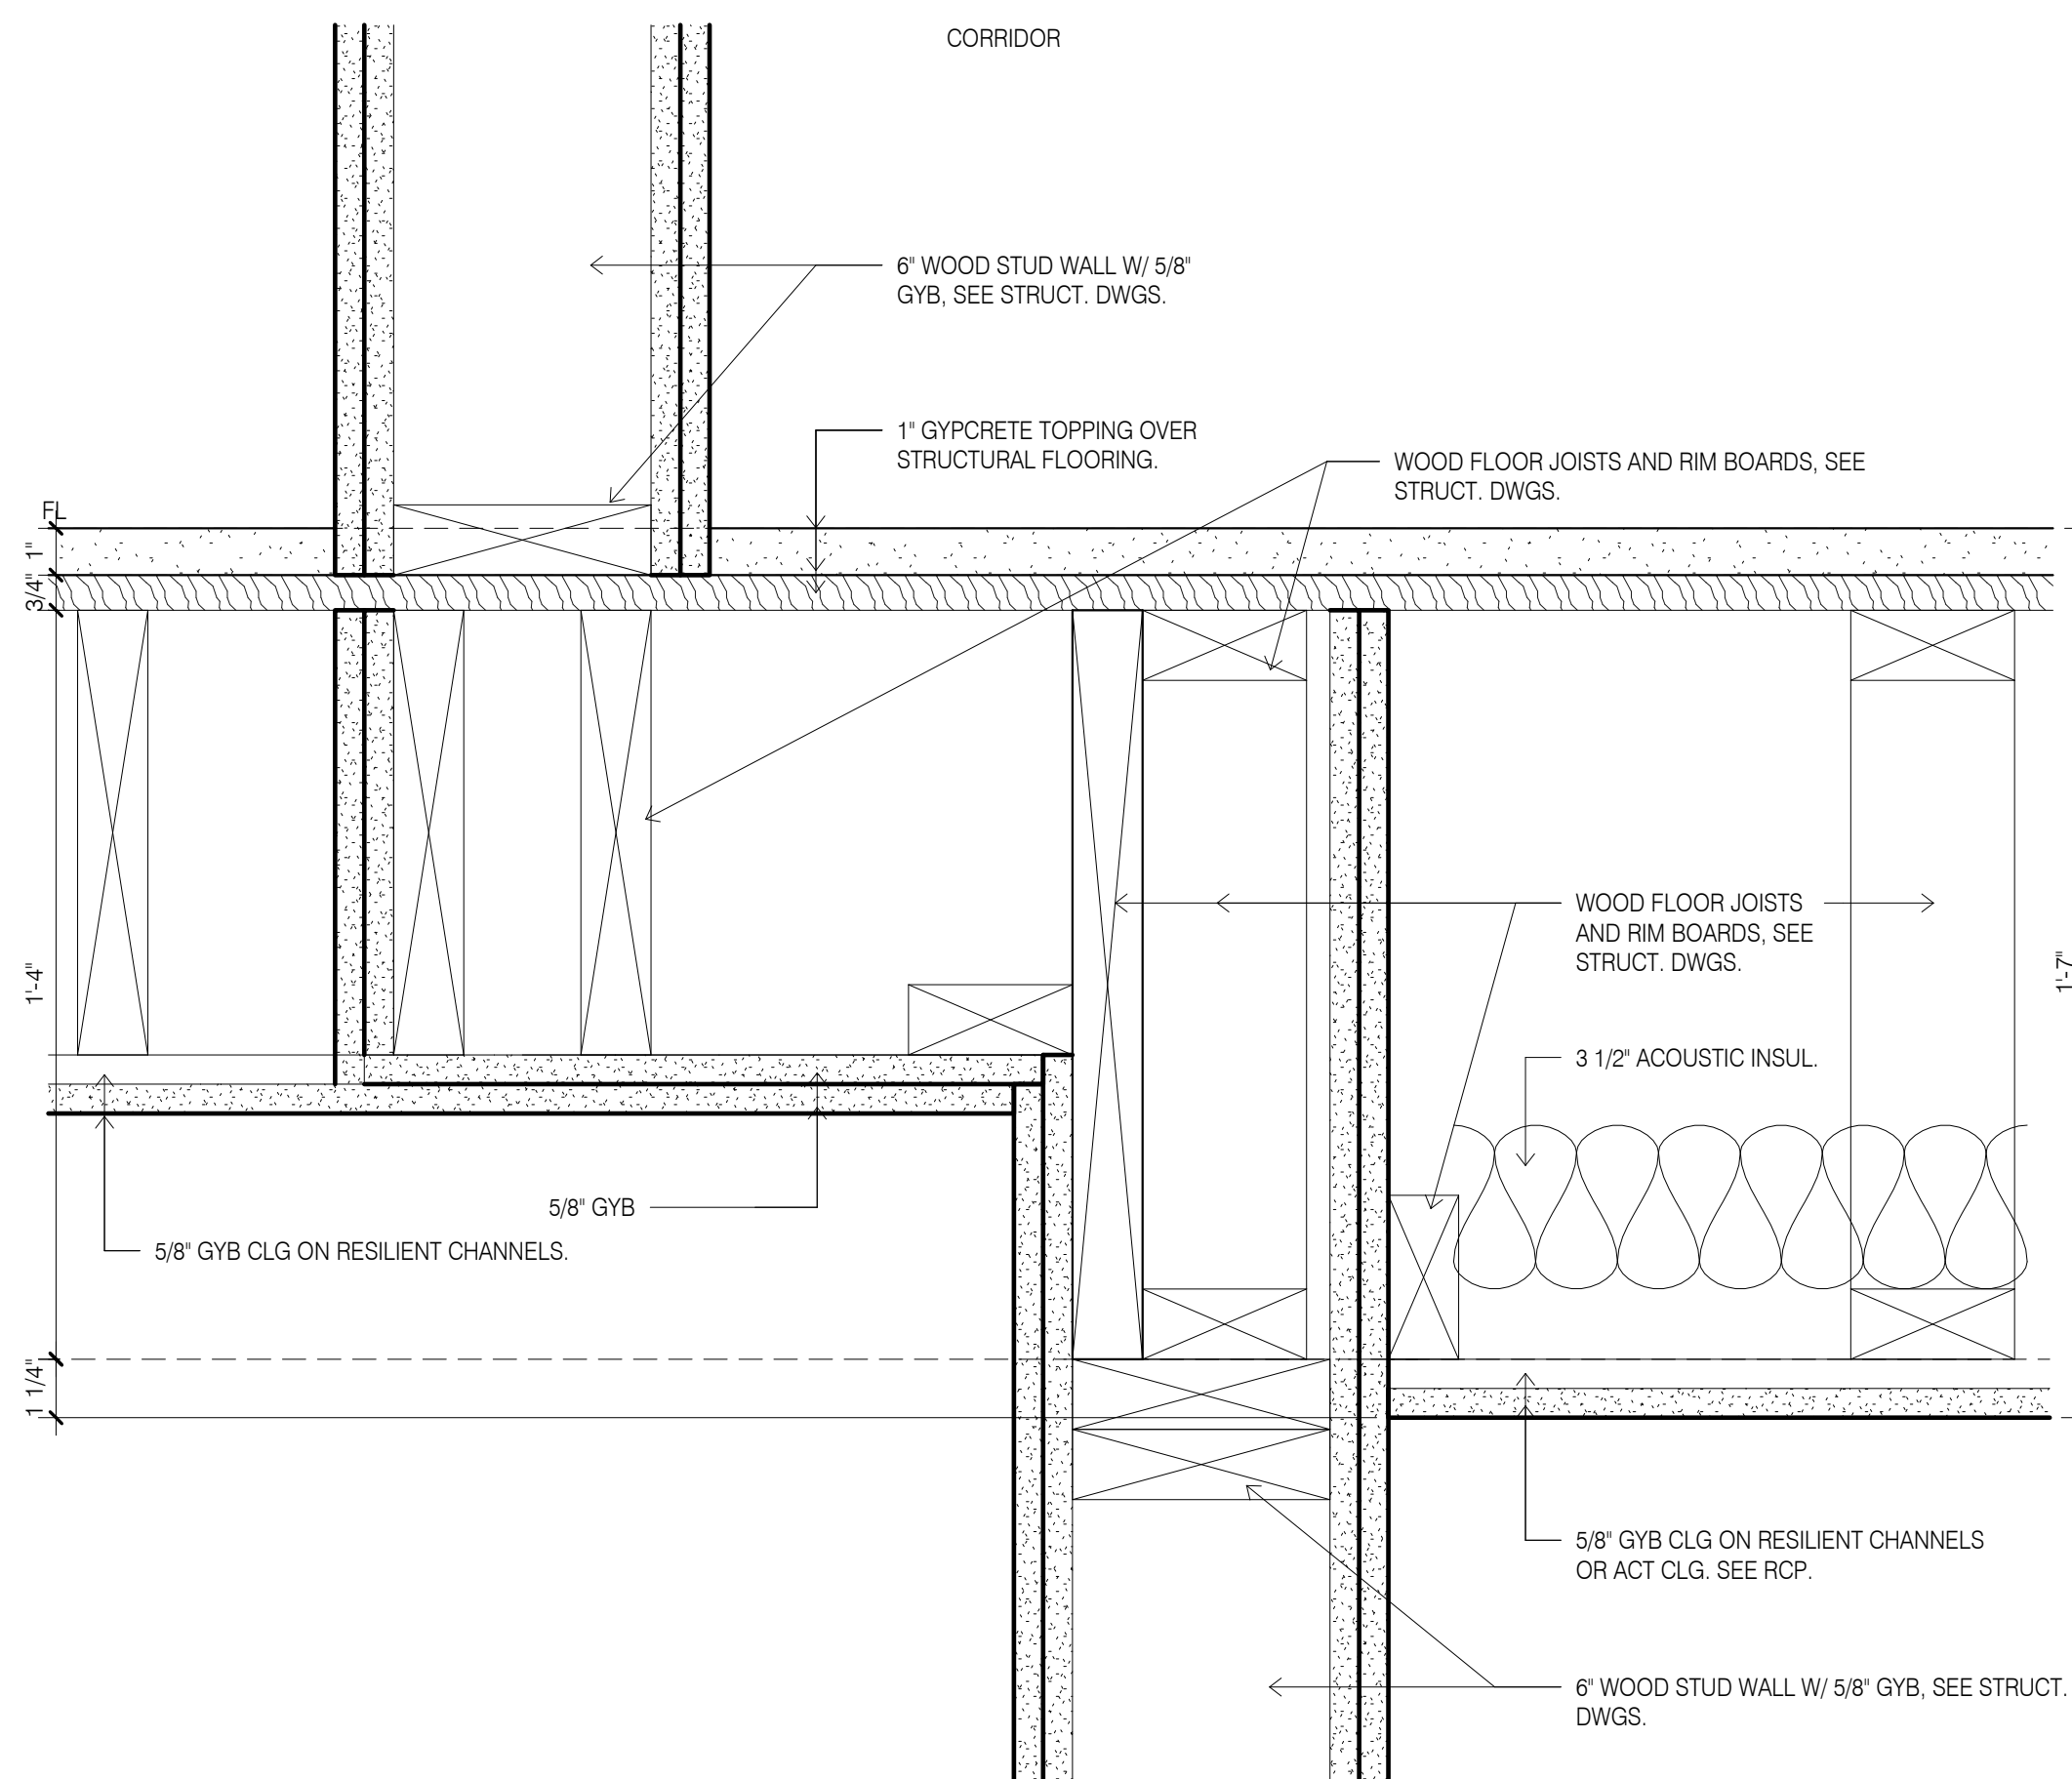 CORRIDOR
6" WOOD STUD WALL W/ 5/8"
GYB, SEE STRUCT. DWGS.
1" GYPCRETE TOPPING OVER
STRUCTURAL FLOORING.
WOOD FLOOR JOISTS AND RIM BOARDS, SEE
STRUCT. DWGS.
FL
1"
3/4"
1'-4"
1 1/4"
WOOD FLOOR JOISTS
AND RIM BOARDS, SEE
STRUCT. DWGS.
1'-7"
3 1/2" ACOUSTIC INSUL.
5/8" GYB
5/8" GYB CLG ON RESILIENT CHANNELS.
5/8" GYB CLG ON RESILIENT CHANNELS
OR ACT CLG. SEE RCP.
6" WOOD STUD WALL W/ 5/8" GYB, SEE STRUCT.
DWGS.